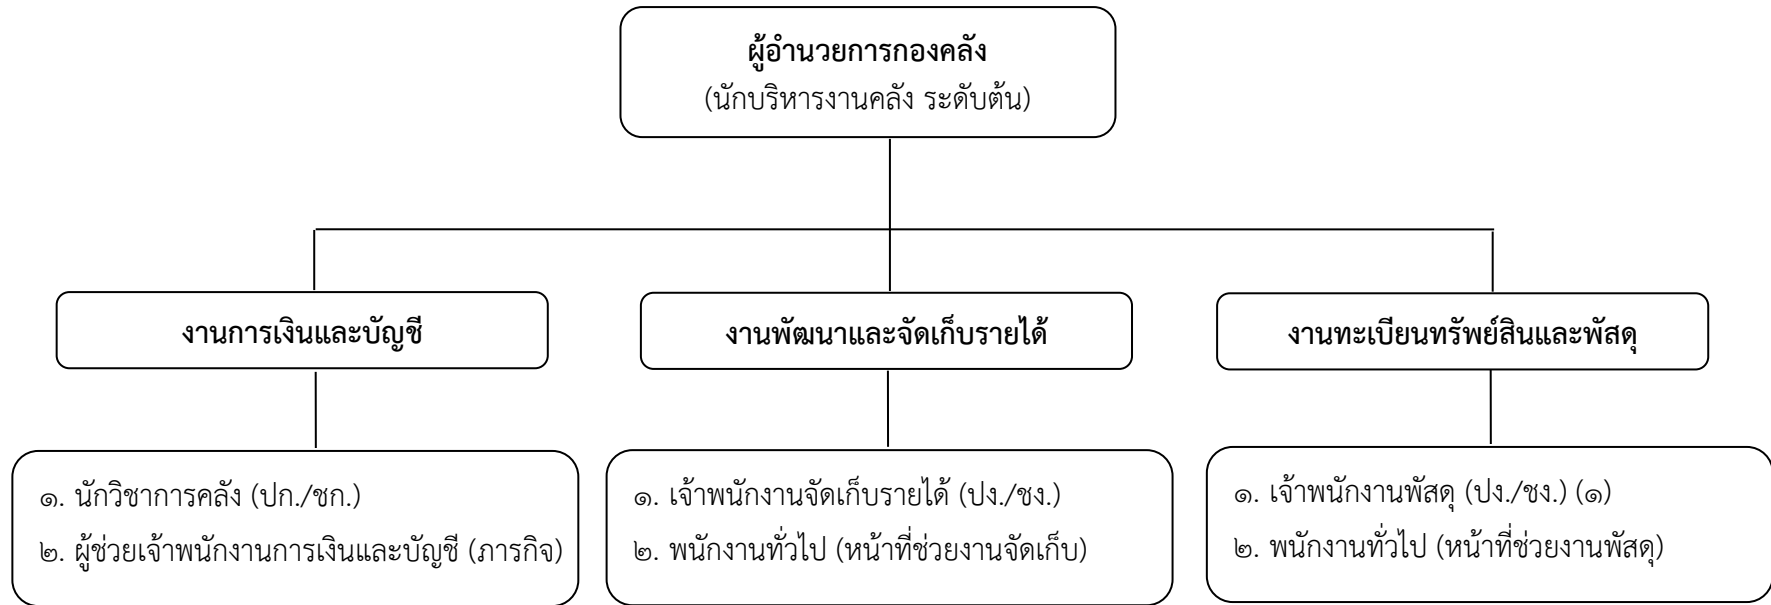 ผู้อำนวยการกองคลัง
(นักบริหารงานคลัง ระดับต้น)
งานการเงินและบัญชี
งานพัฒนาและจัดเก็บรายได้
งานทะเบียนทรัพย์สินและพัสดุ
๑. นักวิชาการคลัง (ปก./ชก.)
๒. ผู้ช่วยเจ้าพนักงานการเงินและบัญชี (ภารกิจ)
๑. เจ้าพนักงานจัดเก็บรายได้ (ปง./ชง.)
๒. พนักงานทั่วไป (หน้าที่ช่วยงานจัดเก็บ)
๑. เจ้าพนักงานพัสดุ (ปง./ชง.) (๑)
๒. พนักงานทั่วไป (หน้าที่ช่วยงานพัสดุ)